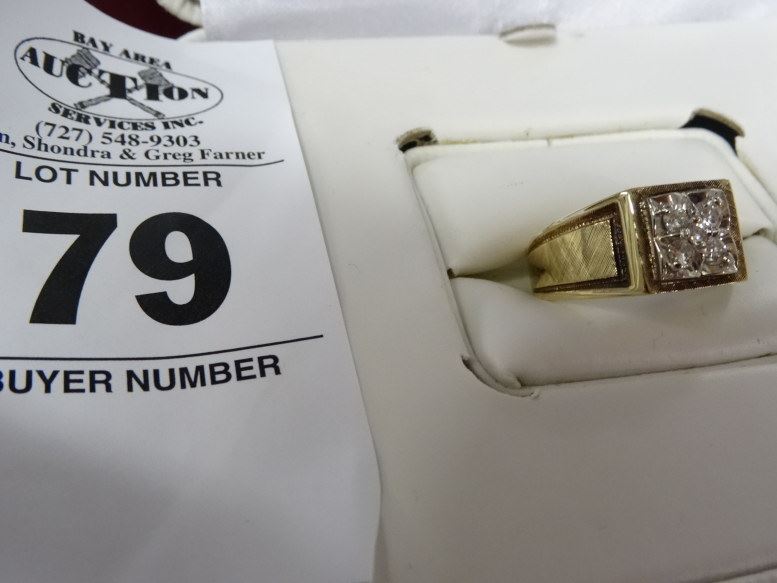 BAY AREA
AUCTION
SERVICES INC.
(727) 548-9303
Shondra & Greg Farner
LOT NUMBER
79
BUYER NUMBER